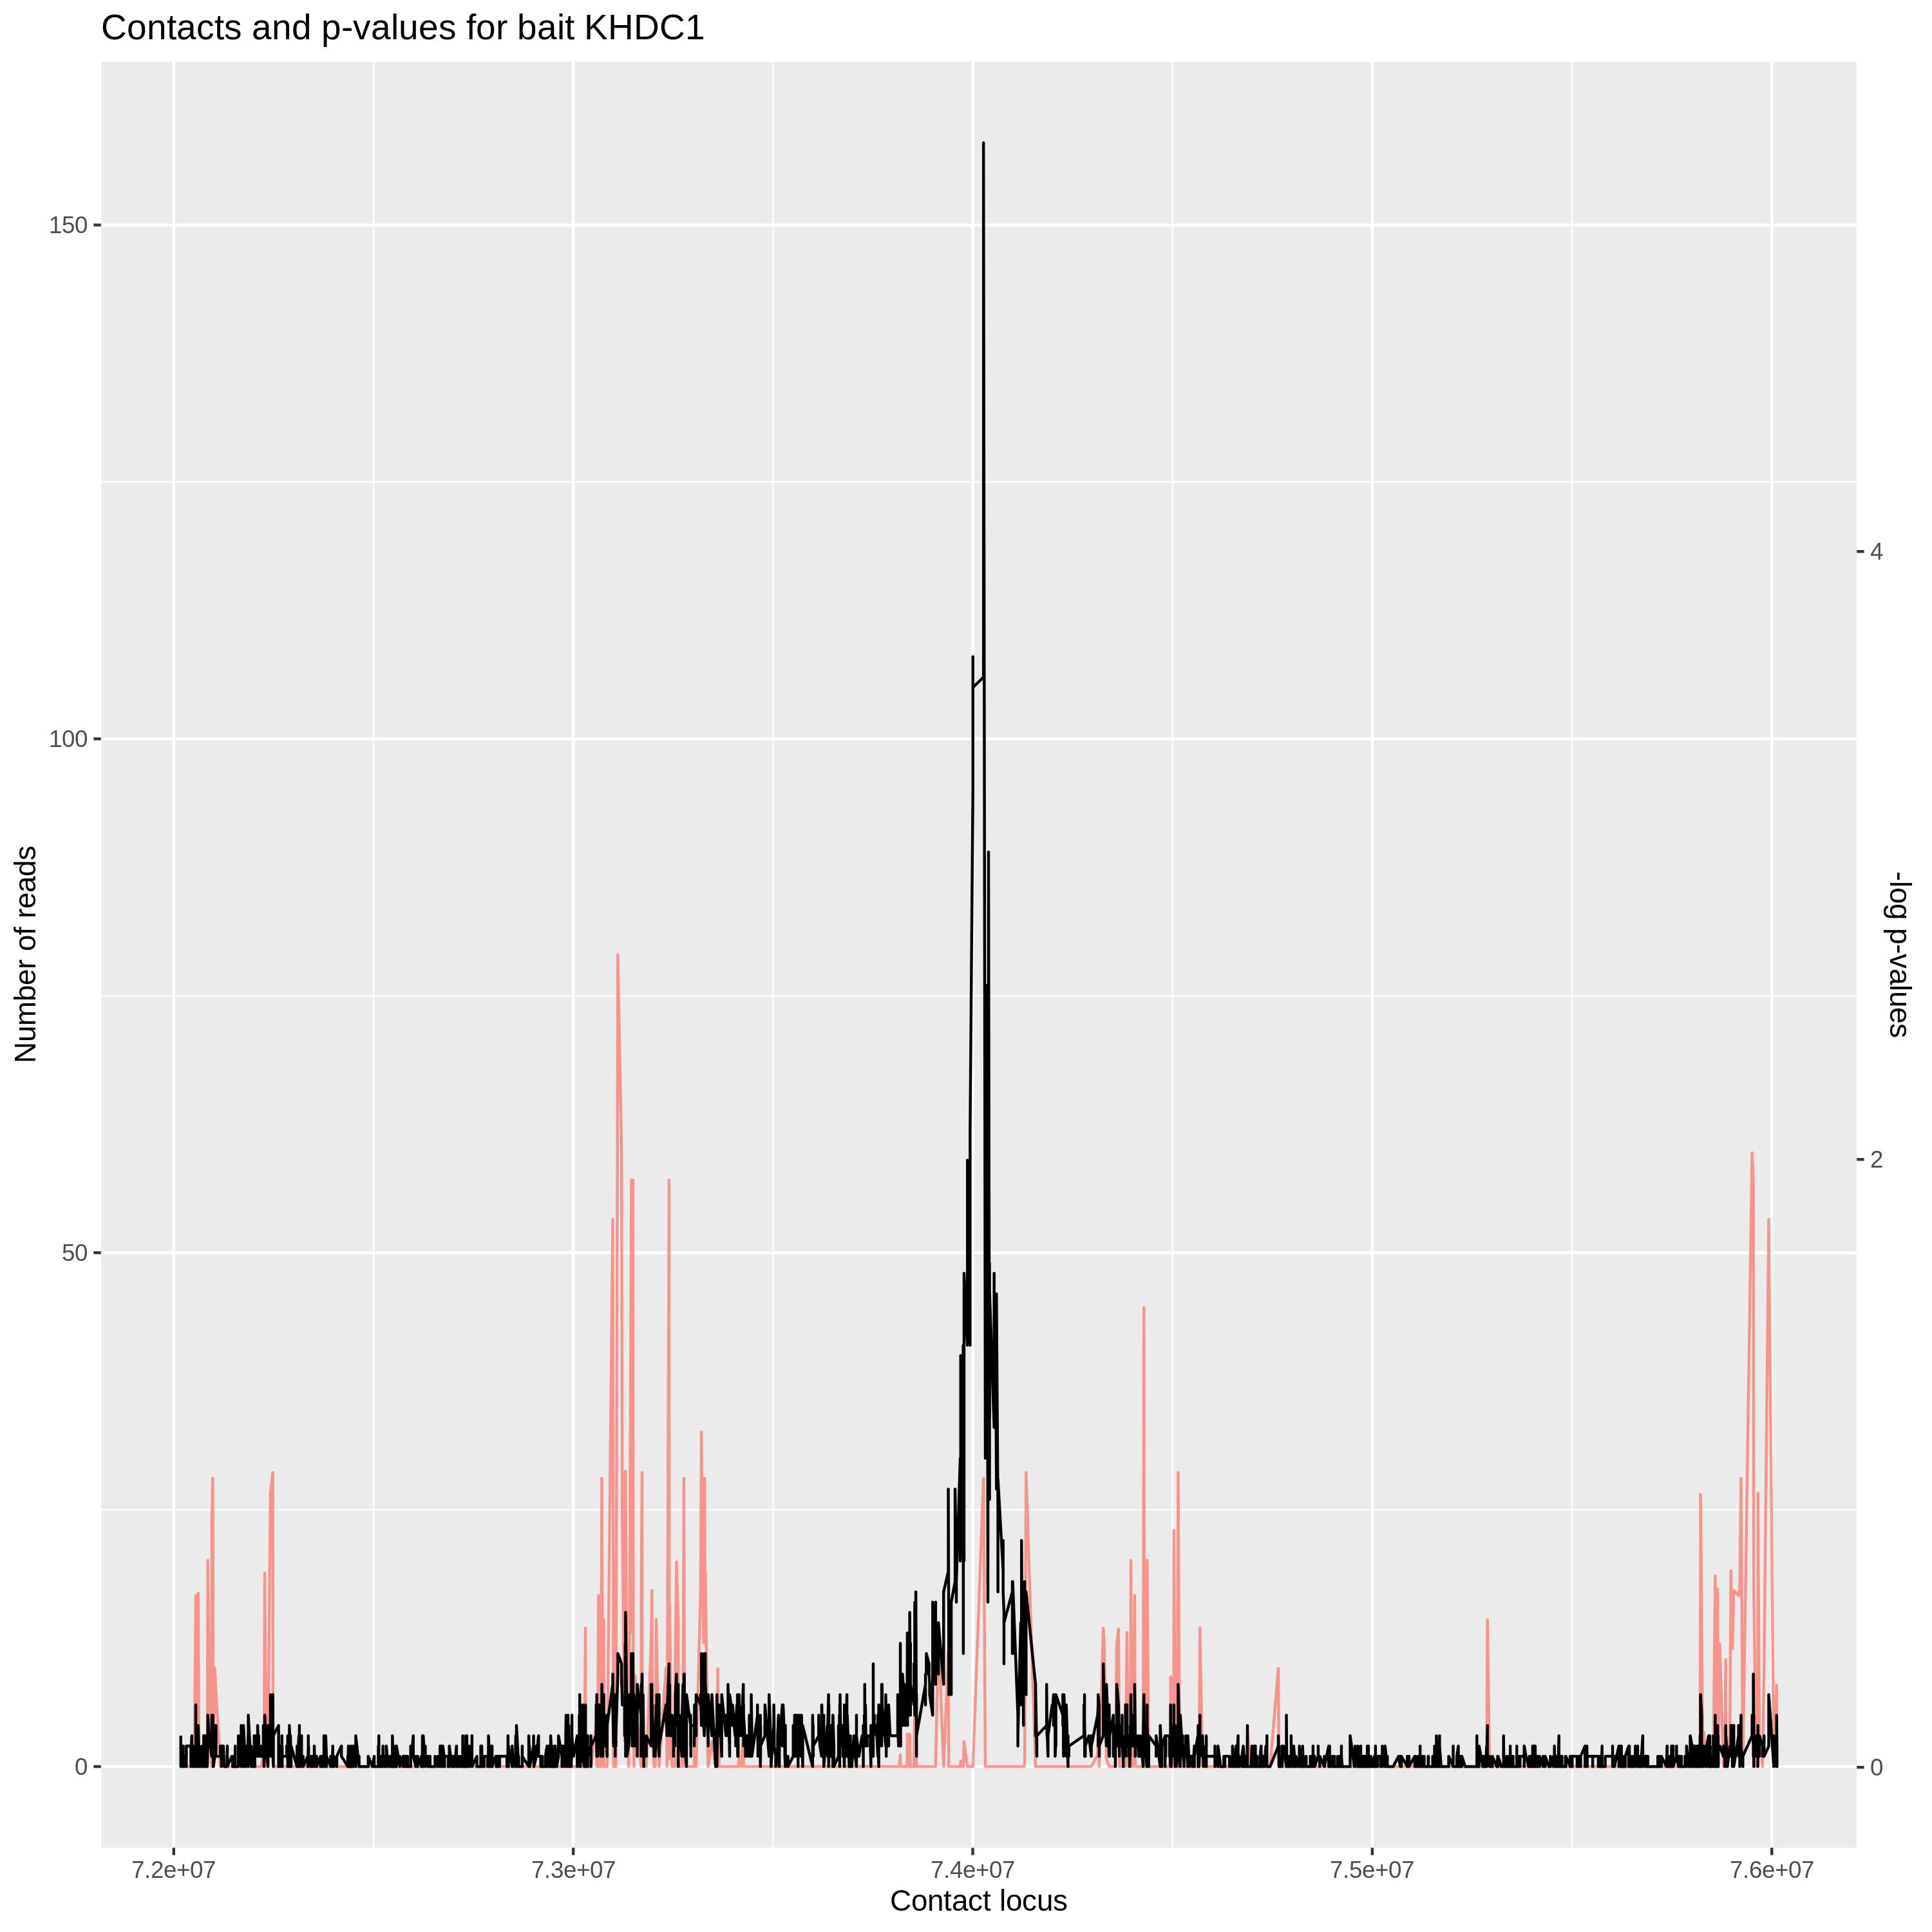 Contacts and p-values for bait KHDC1
150
100
50
0
Number of reads
4
2
0
-log p-values
7.2e+07 7.3e+07 7.4e+07 7.5e+07 7.6e+07
Contact locus